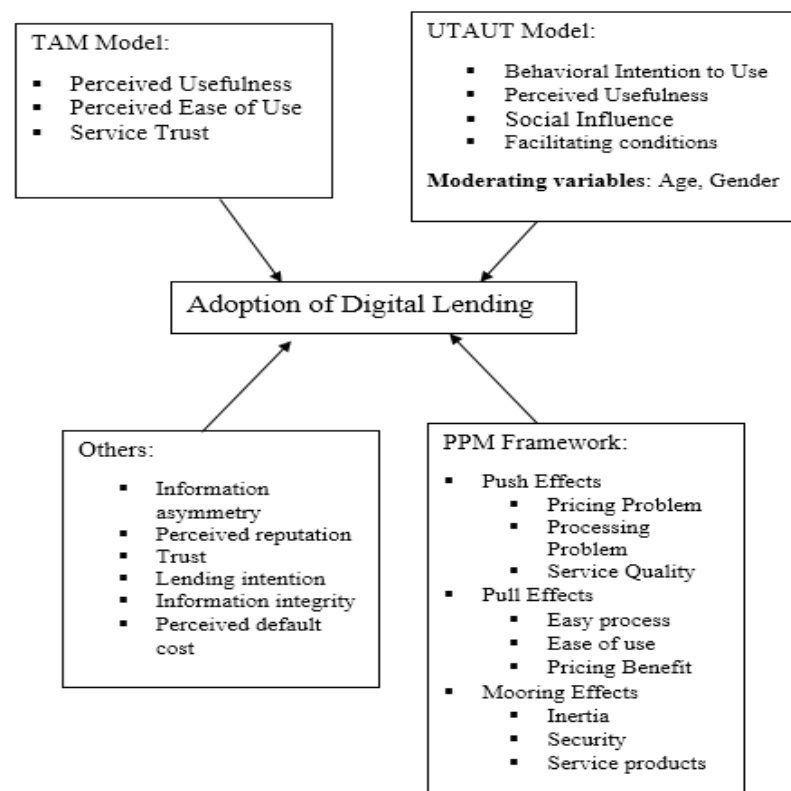 TAM Model:
▪ Perceived Usefulness
▪ Perceived Ease of Use
▪ Service Trust
UTAUT Model:
▪ Behavioral Intention to Use
▪ Perceived Usefulness
▪ Social Influence
▪ Facilitating conditions
Moderating variables: Age, Gender
Adoption of Digital Lending
Others:
▪ Information
asymmetry
▪ Perceived reputation
▪ Trust
▪ Lending intention
▪ Information integrity
▪ Perceived default
cost
PPM Framework:
▪ Push Effects
▪ Pricing Problem
▪ Processing
Problem
▪ Service Quality
▪ Pull Effects
▪ Easy process
▪ Ease of use
▪ Pricing Benefit
▪ Mooring Effects
▪ Inertia
▪ Security
▪ Service products